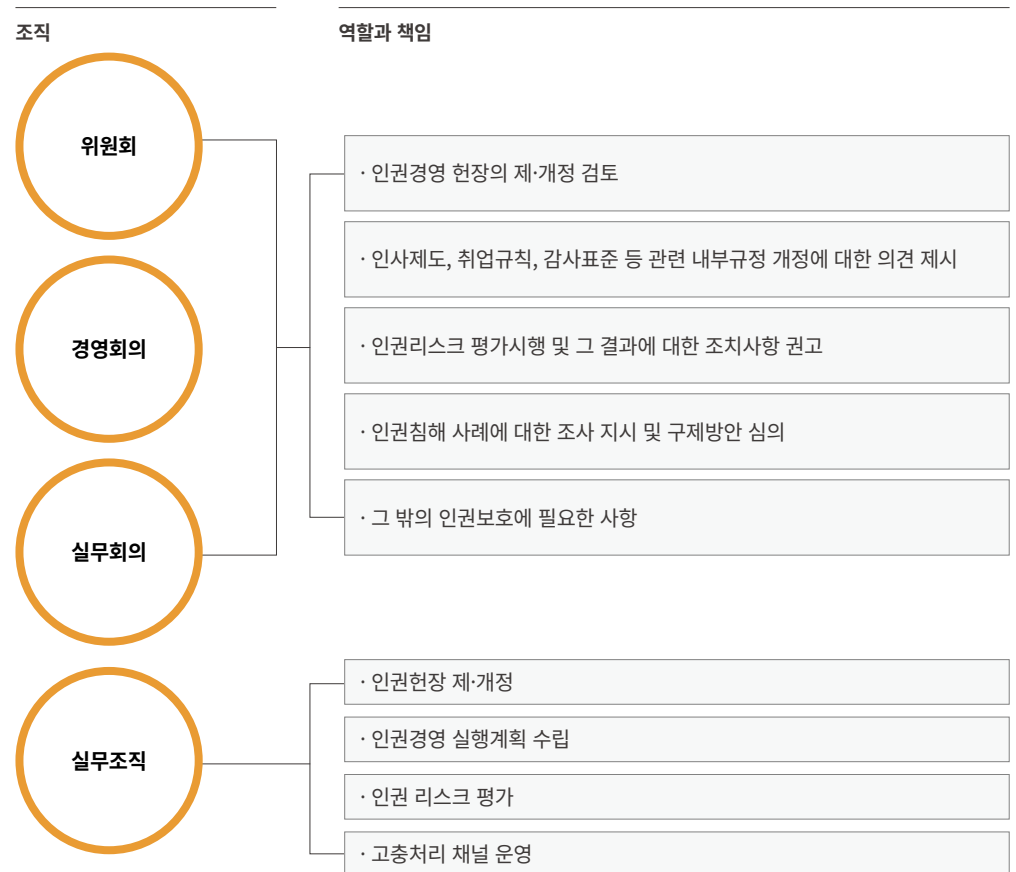 조직
역할과 책임
위원회
경영회의
실무회의
· 인권경영 헌장의 제·개정 검토
· 인사제도, 취업규칙, 감사표준 등 관련 내부규정 개정에 대한 의견 제시
· 인권리스크 평가시행 및 그 결과에 대한 조치사항 권고
· 인권침해 사례에 대한 조사 지시 및 구제방안 심의
· 그 밖의 인권보호에 필요한 사항
실무조직
· 인권헌장 제·개정
· 인권경영 실행계획 수립
· 인권 리스크 평가
· 고충처리 채널 운영